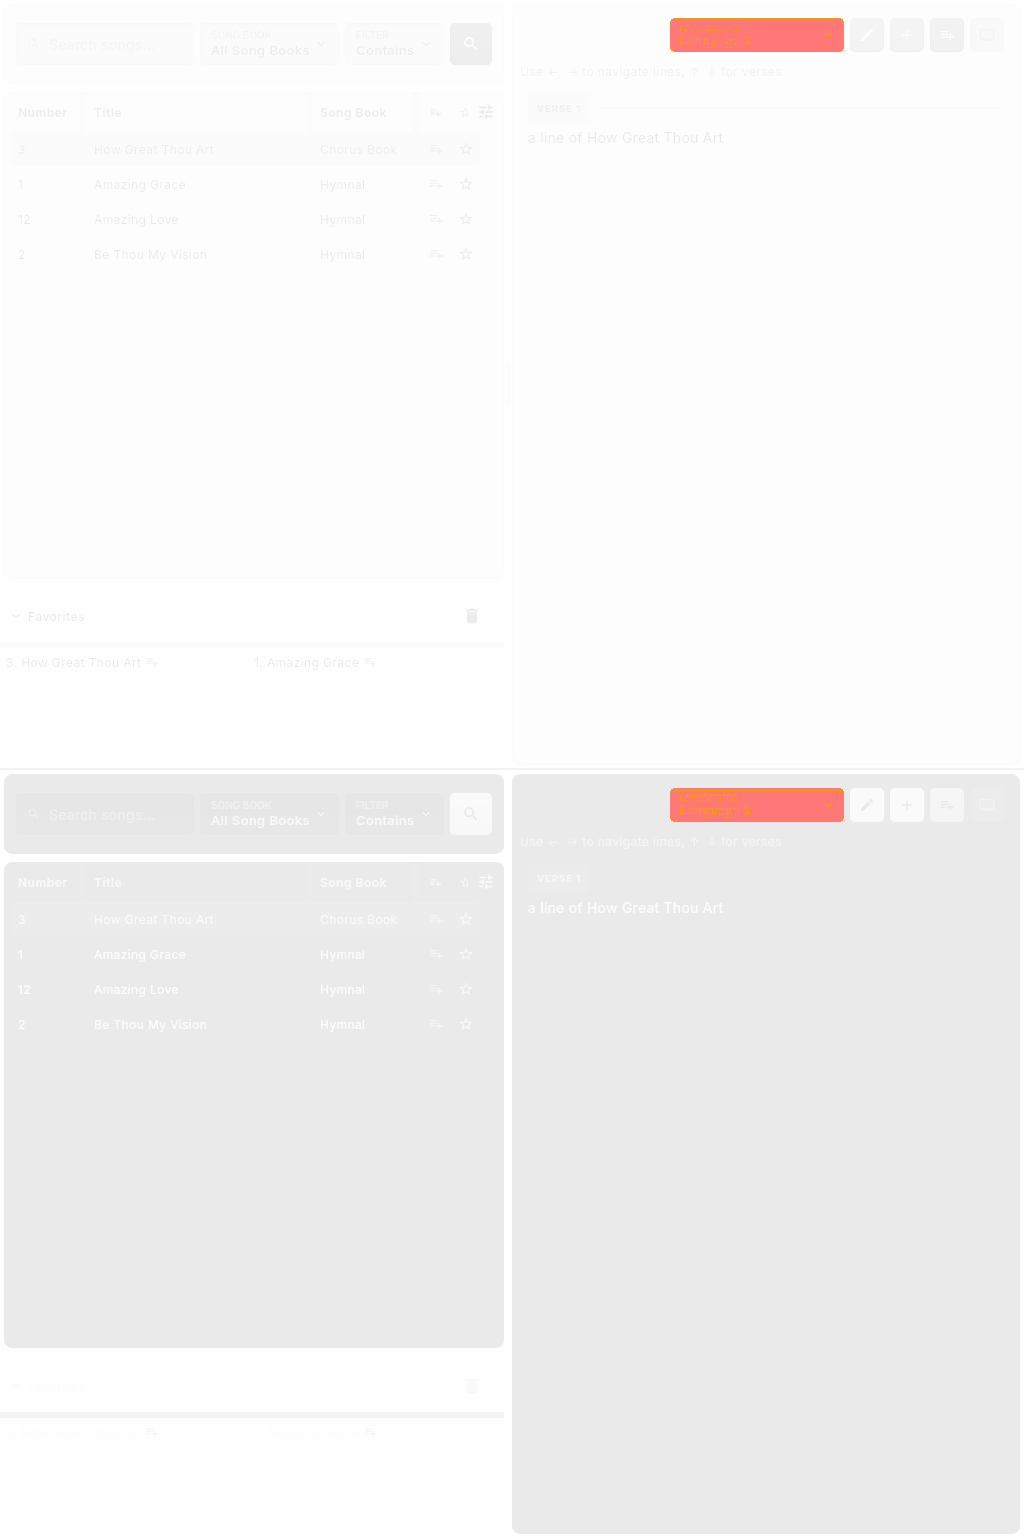 Search songs...
SONG BOOK
All Song Books
FILTER
Contains
Use ← → to navigate lines, ↑ ↓ for verses
Number Title Song Book
3 How Great Thou Art Chorus Book
1 Amazing Grace Hymnal
12 Amazing Love Hymnal
2 Be Thou My Vision Hymnal
VERSE 1
a line of How Great Thou Art
Favorites
3. How Great Thou Art
1. Amazing Grace
Search songs...
SONG BOOK
All Song Books
FILTER
Contains
Use ← → to navigate lines, ↑ ↓ for verses
Number Title Song Book
3 How Great Thou Art Chorus Book
1 Amazing Grace Hymnal
12 Amazing Love Hymnal
2 Be Thou My Vision Hymnal
VERSE 1
a line of How Great Thou Art